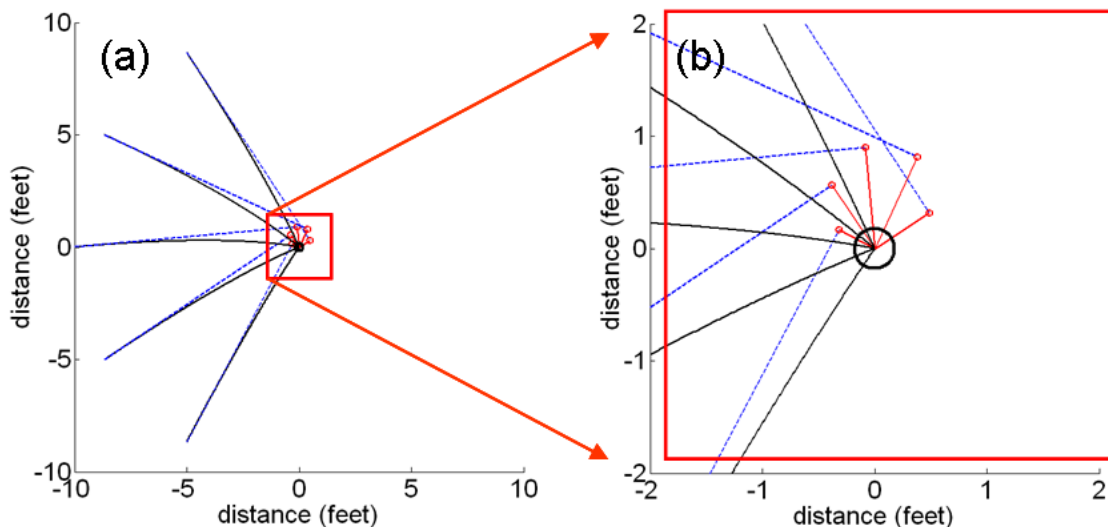 (a)
distance (feet)
10
5
0
-5
-10
-10 -5 0 5 10
distance (feet)
(b)
distance (feet)
2
1
0
-1
-2
-2 -1 0 1 2
distance (feet)